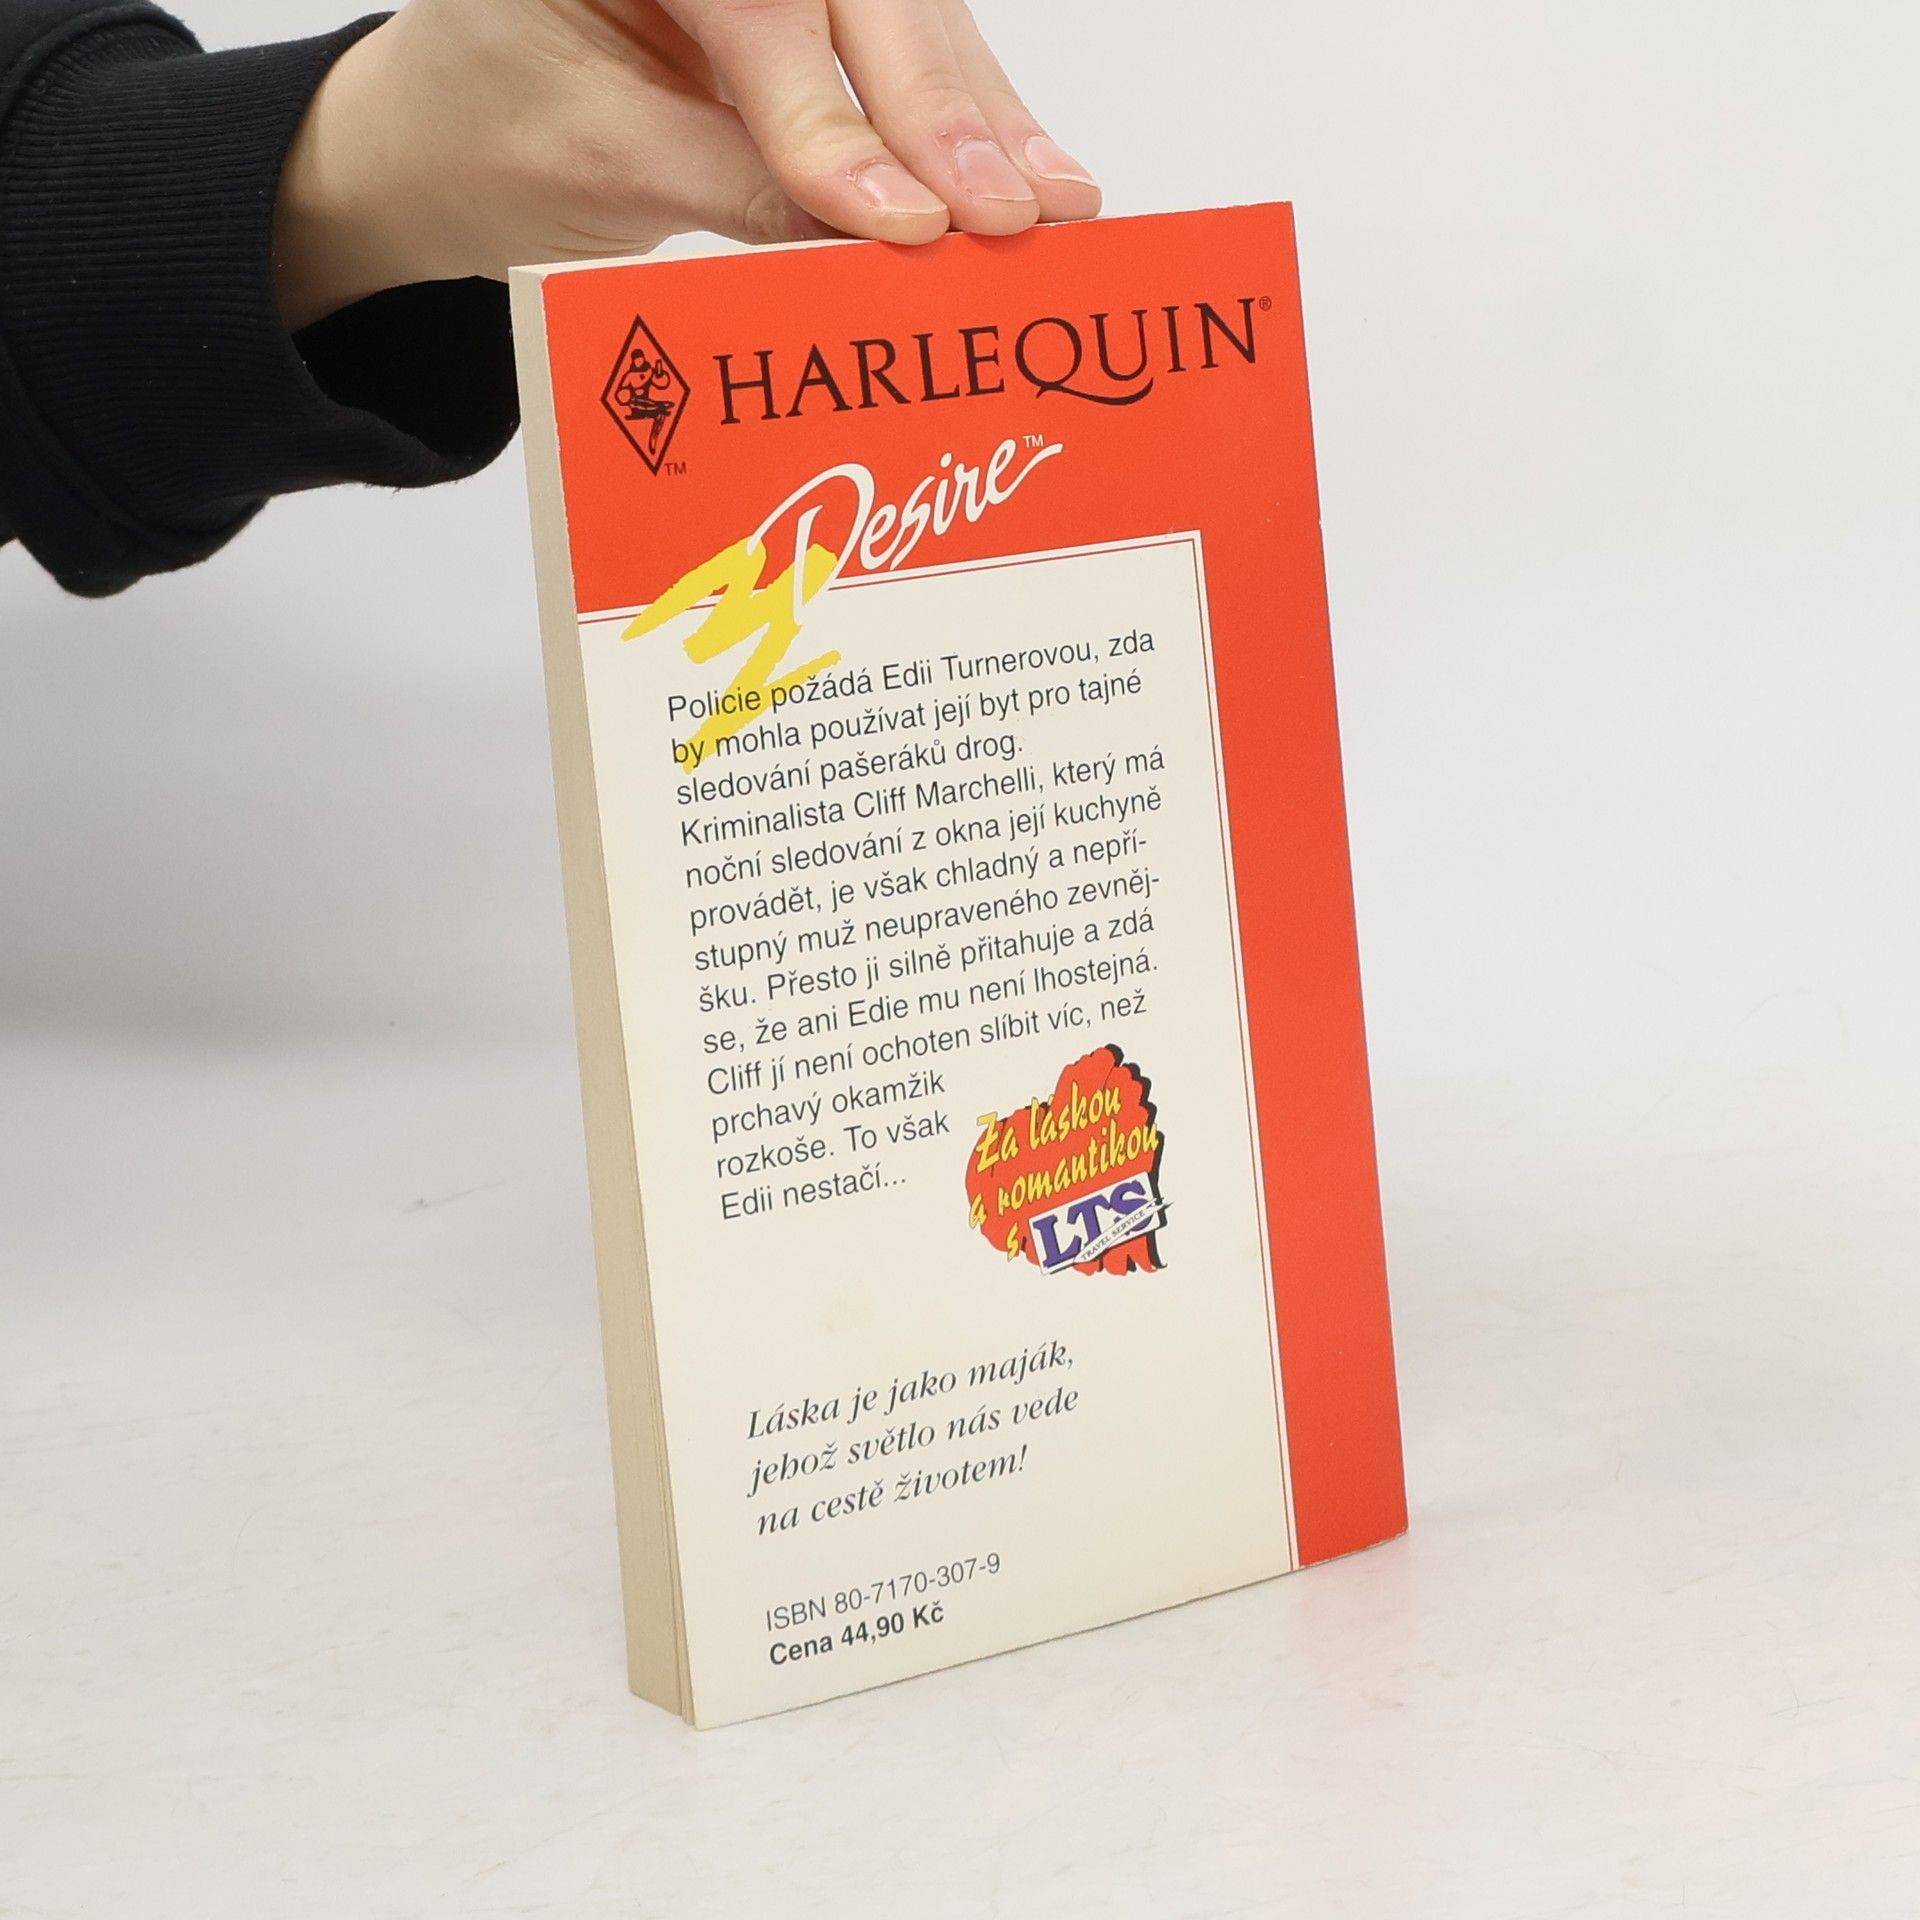 HARLEQUIN®
TM
Desire™
Policie požádá Edii Turnerovou, zda
by mohla používat její byt pro tajné
sledování pašeráků drog.
Kriminalista Cliff Marchelli, který má
noční sledování z okna její kuchyně
provádět, je však chladný a nepří-
stupný muž neupraveného zevněj-
šku. Přesto ji silně přitahuje a zdá
se, že ani Edie mu není lhostejná.
Cliff jí není ochoten slíbit víc, než
prchavý okamžik
rozkoše. To však
Edii nestačí...
Za láskou
a romantikou
s LTS
TRAVEL SERVICE
Láska je jako maják,
jehož světlo nás vede
na cestě životem!
ISBN 80-7170-307-9
Cena 44,90 Kč